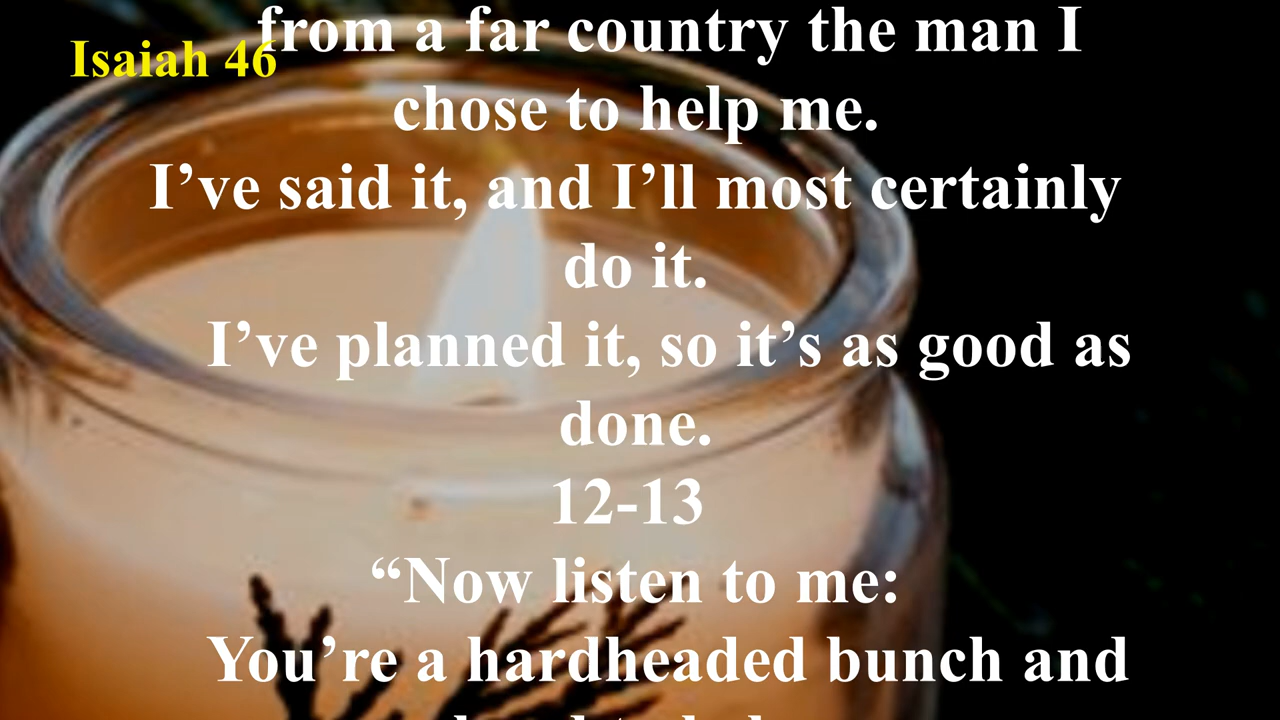 Isaiah 46
from a far country the man I
chose to help me.
I’ve said it, and I’ll most certainly
do it.
I’ve planned it, so it’s as good as
done.
12-13
“Now listen to me:
You’re a hardheaded bunch and